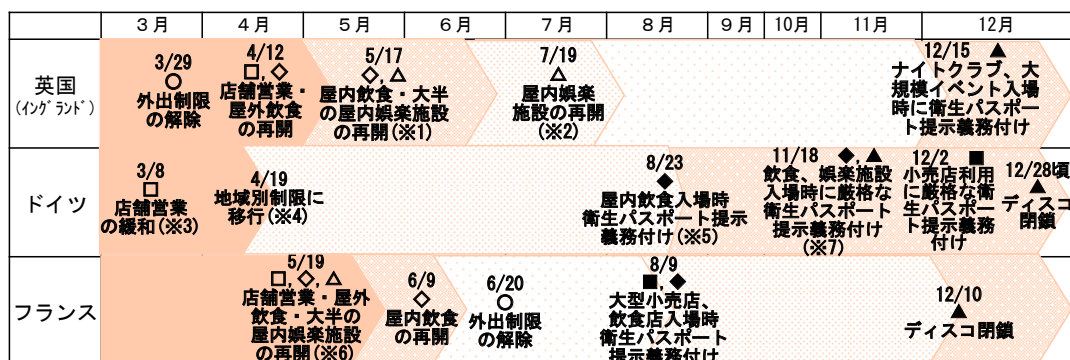 3月 4月 5月 6月 7月 8月 9月 10月 11月 12月
英国
(イングランド)
3/29
○
外出制限
の解除
4/12
□,◇
店舗営業・
屋外飲食
の再開
5/17
◇,△
屋内飲食・大半
の屋内娯楽施設
の再開(※1)
7/19
△
屋内娯楽
施設の再開
(※2)
12/15 ▲
ナイトクラブ、大
規模イベント入場
時に衛生パスポー
ト提示義務付け
ドイツ
3/8
□
店舗営業
の緩和(※3)
4/19
地域別制限に
移行(※4)
8/23
◆
屋内飲食入場時
衛生パスポート提示
義務付け(※5)
11/18 ◆,▲
飲食、娯楽施設
入場時に厳格な
衛生パスポート
提示義務付け
(※7)
12/2 ■
小売店利用
に厳格な衛
生パスポー
ト提示義務
付け
12/28頃
▲
ディスコ
閉鎖
フランス
5/19
□,◇,△
店舗営業・屋外
飲食・大半の
屋内娯楽施設
の再開(※6)
6/9
◇
屋内飲食
の再開
6/20
○
外出制限
の解除
8/9
■,◆
大型小売店、
飲食店入場時
衛生パスポート
提示義務付け
12/10
▲
ディスコ閉鎖